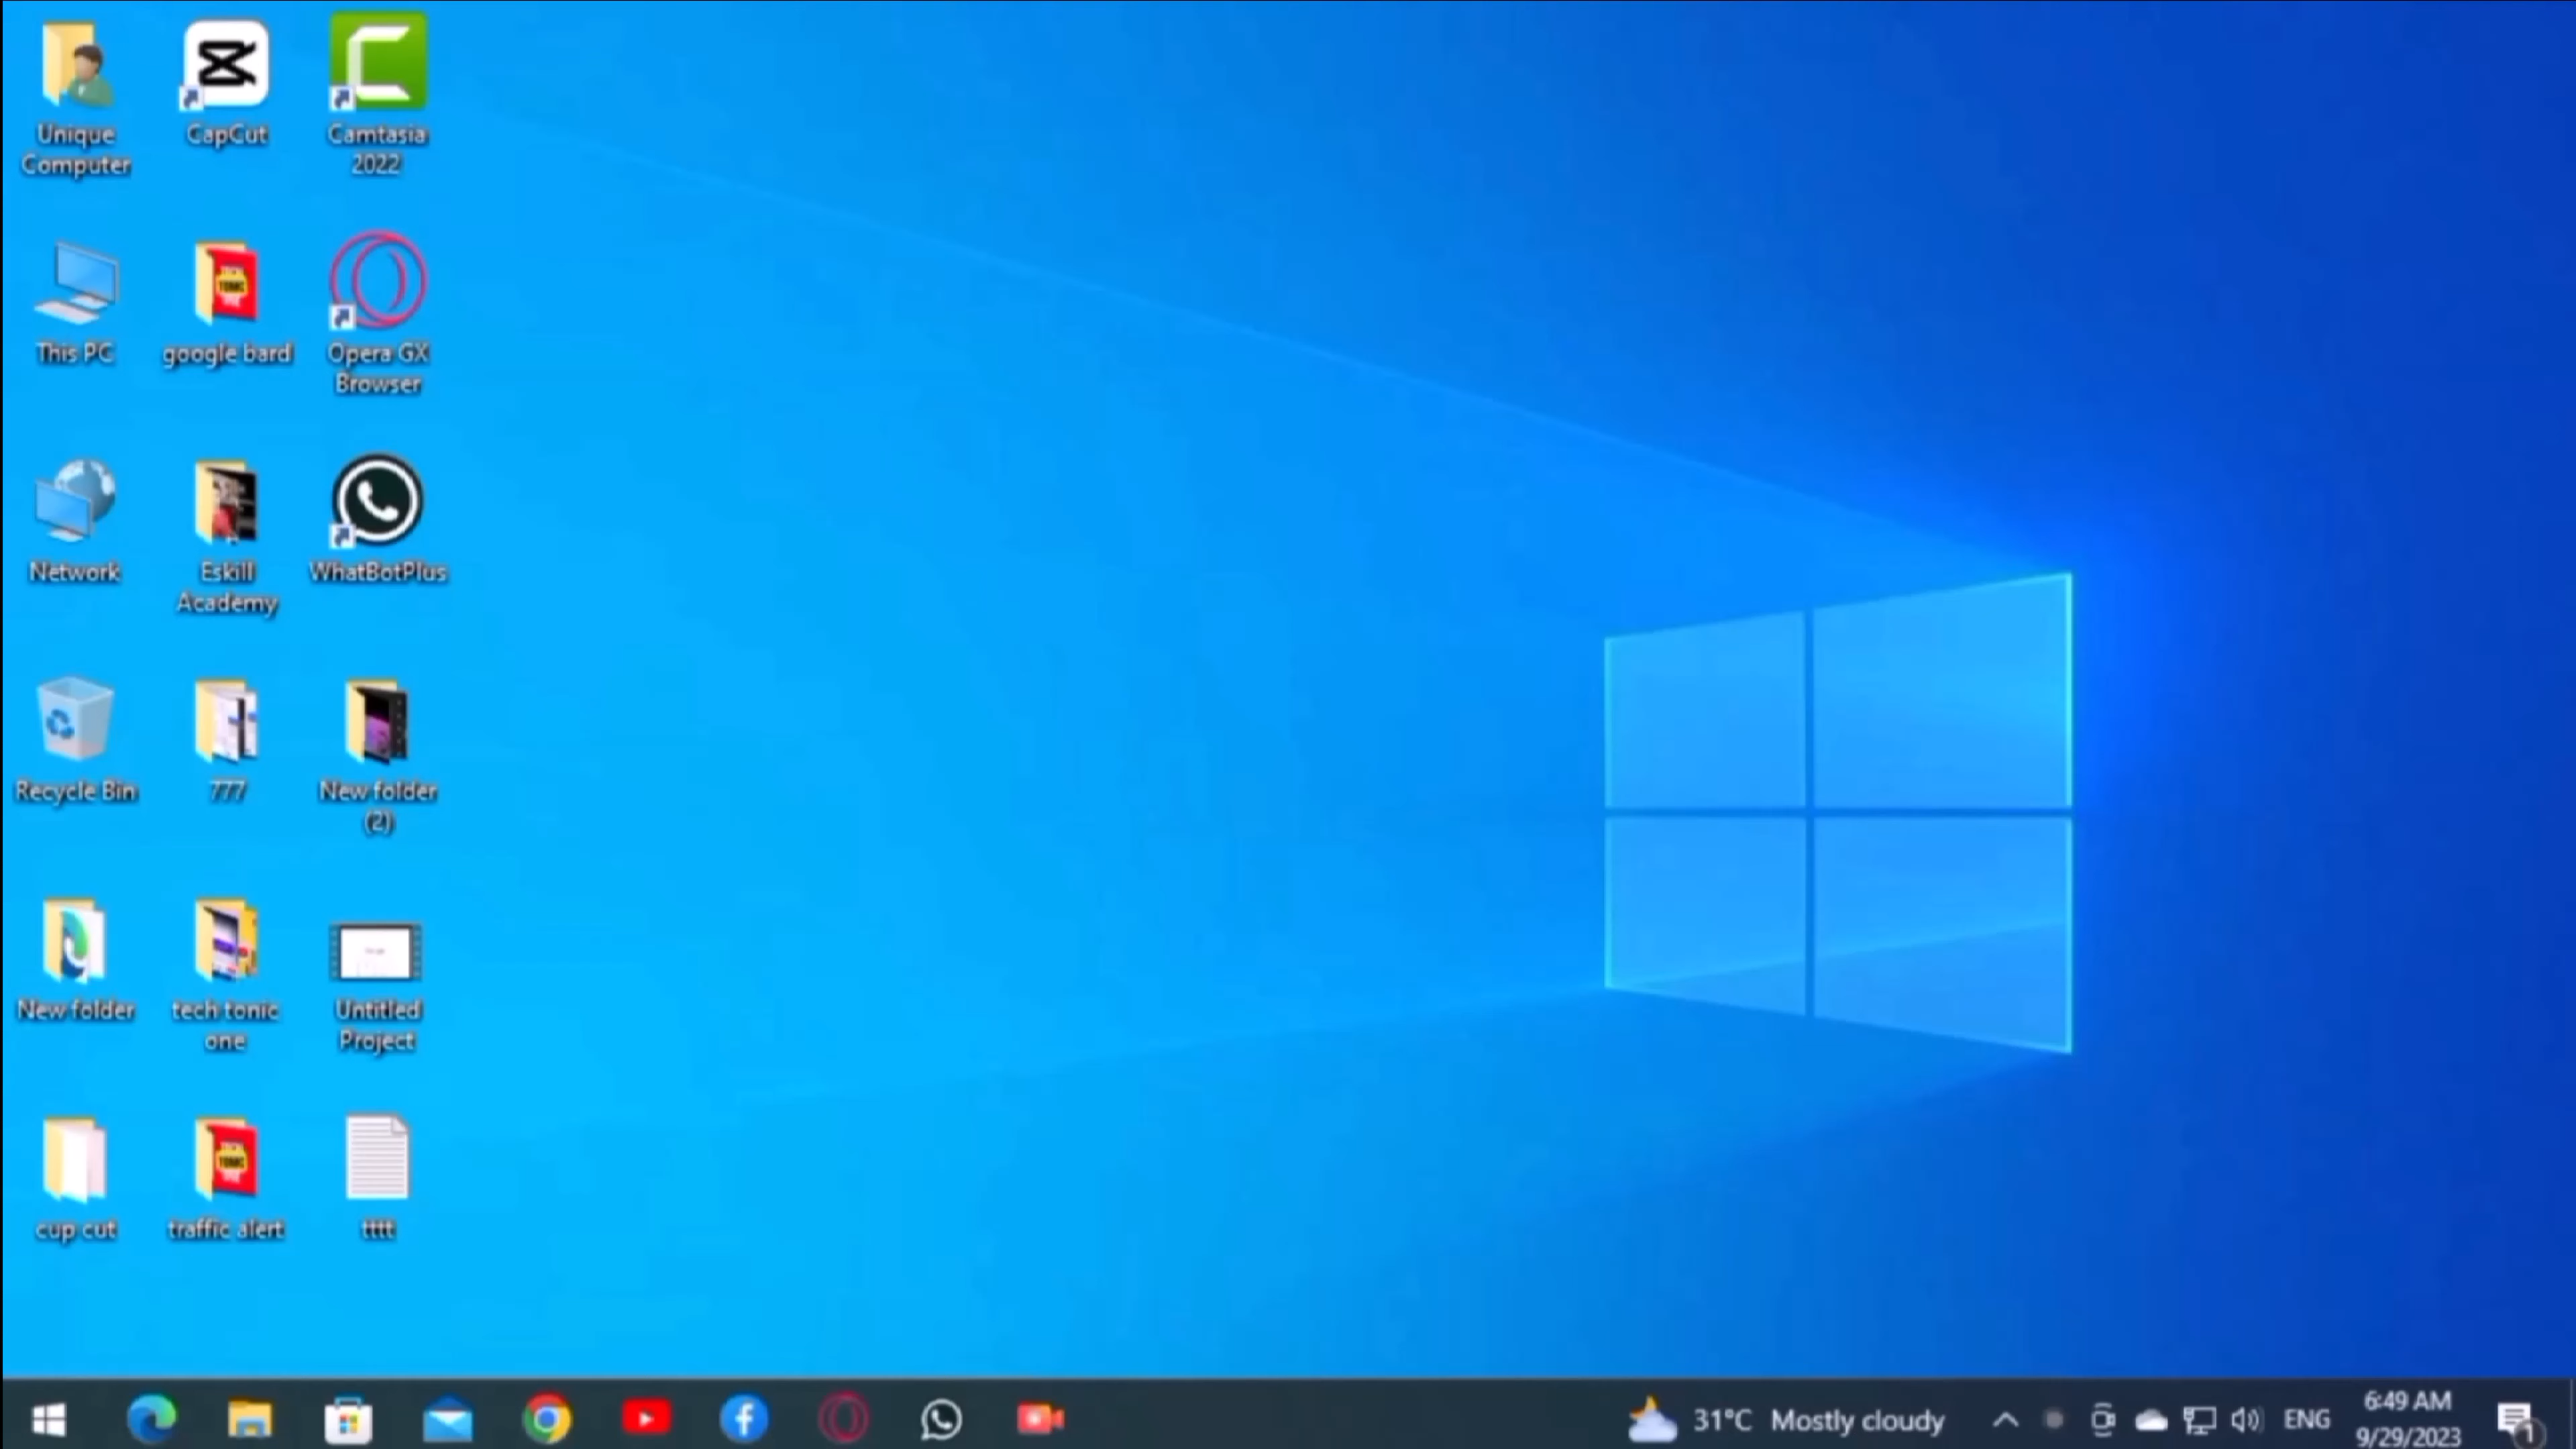 Unique
Computer
CapCut
Camtasia
2022
This PC
google bard
Opera GX
Browser
Network
Eskill
Academy
WhatBotPlus
Recycle Bin
777
New folder
(2)
New folder
tech tonic
one
Untitled
Project
cup cut
traffic alert
tttt
31°C Mostly cloudy
ENG
6:49 AM
9/29/2023
1